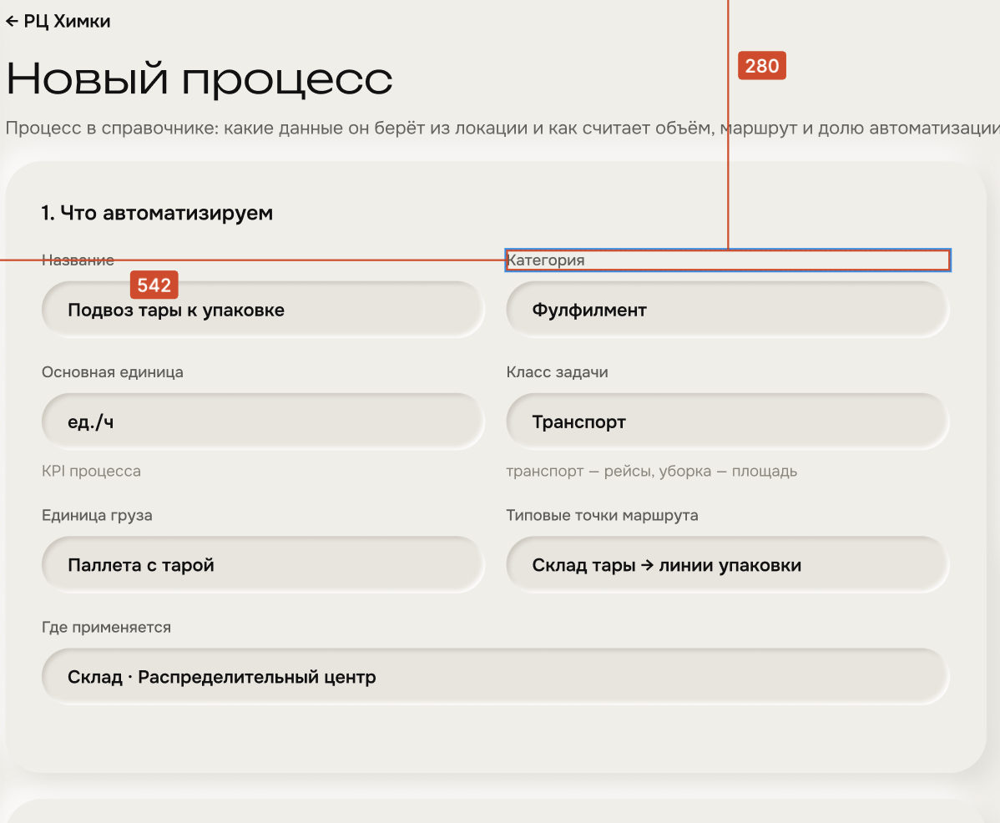 ← РЦ Химки
Новый процесс
Процесс в справочнике: какие данные он берёт из локации и как считает объём, маршрут и долю автоматизации
280
1. Что автоматизируем
Название
Категория
542
Подвоз тары к упаковке
Фулфилмент
Основная единица
Класс задачи
ед./ч
Транспорт
KPI процесса
транспорт — рейсы, уборка — площадь
Единица груза
Типовые точки маршрута
Паллета с тарой
Склад тары → линии упаковки
Где применяется
Склад · Распределительный центр